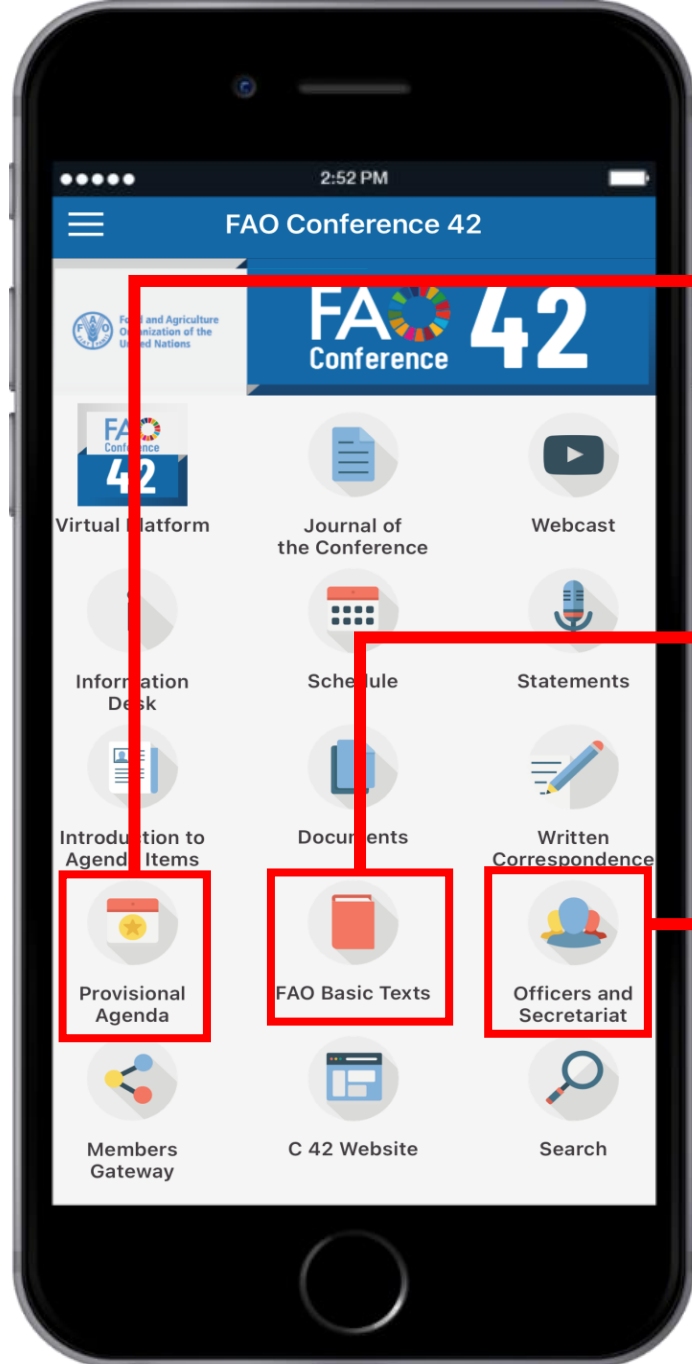 2:52 PM
FAO Conference 42
Food and Agriculture
Organization of the
United Nations
FAO
Conference
42
FAO
Conference
42
Virtual Platform
Journal of
the Conference
Webcast
Information
Desk
Schedule
Statements
Introduction to
Agenda Items
Documents
Written
Correspondence
Provisional
Agenda
FAO Basic Texts
Officers and
Secretariat
Members
Gateway
C 42 Website
Search